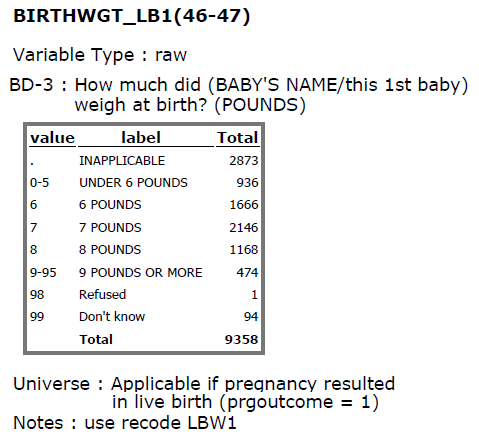 BIRTHWGT_LB1(46-47)
Variable Type : raw
BD-3 : How much did (BABY'S NAME/this 1st baby)
weigh at birth? (POUNDS)
value label Total
. INAPPLICABLE 2873
0-5 UNDER 6 POUNDS 936
6 6 POUNDS 1666
7 7 POUNDS 2146
8 8 POUNDS 1168
9-95 9 POUNDS OR MORE 474
98 Refused 1
99 Don't know 94
Total 9358
Universe : Applicable if pregnancy resulted
in live birth (prgoutcome = 1)
Notes : use recode LBW1